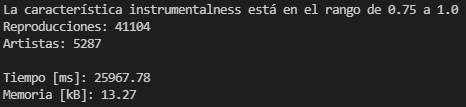 La característica instrumentalness está en el rango de 0.75 a 1.0
Reproducciones: 41104
Artistas: 5287
Tiempo [ms]: 25967.78
Memoria [kB]: 13.27